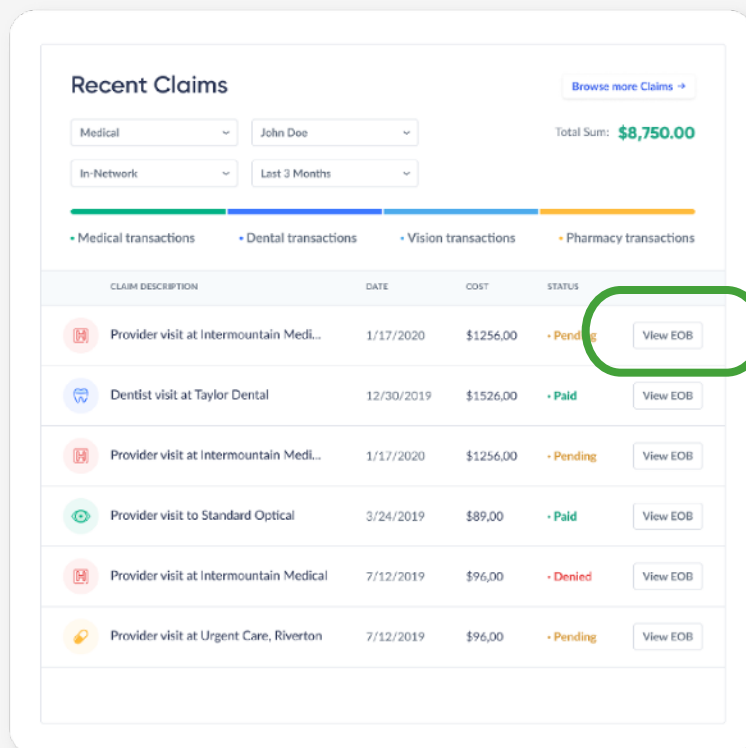 Recent Claims
Browse more Claims →
Medical
John Doe
Total Sum: $8,750.00
In-Network
Last 3 Months
• Medical transactions • Dental transactions • Vision transactions • Pharmacy transactions
CLAIM DESCRIPTION DATE COST STATUS
Provider visit at Intermountain Medi... 1/17/2020 $1256,00 • Pending View EOB
Dentist visit at Taylor Dental 12/30/2019 $1526,00 • Paid View EOB
Provider visit at Intermountain Medi... 1/17/2020 $1256,00 • Pending View EOB
Provider visit to Standard Optical 3/24/2019 $89,00 • Paid View EOB
Provider visit at Intermountain Medical 7/12/2019 $96,00 • Denied View EOB
Provider visit at Urgent Care, Riverton 7/12/2019 $96,00 • Pending View EOB